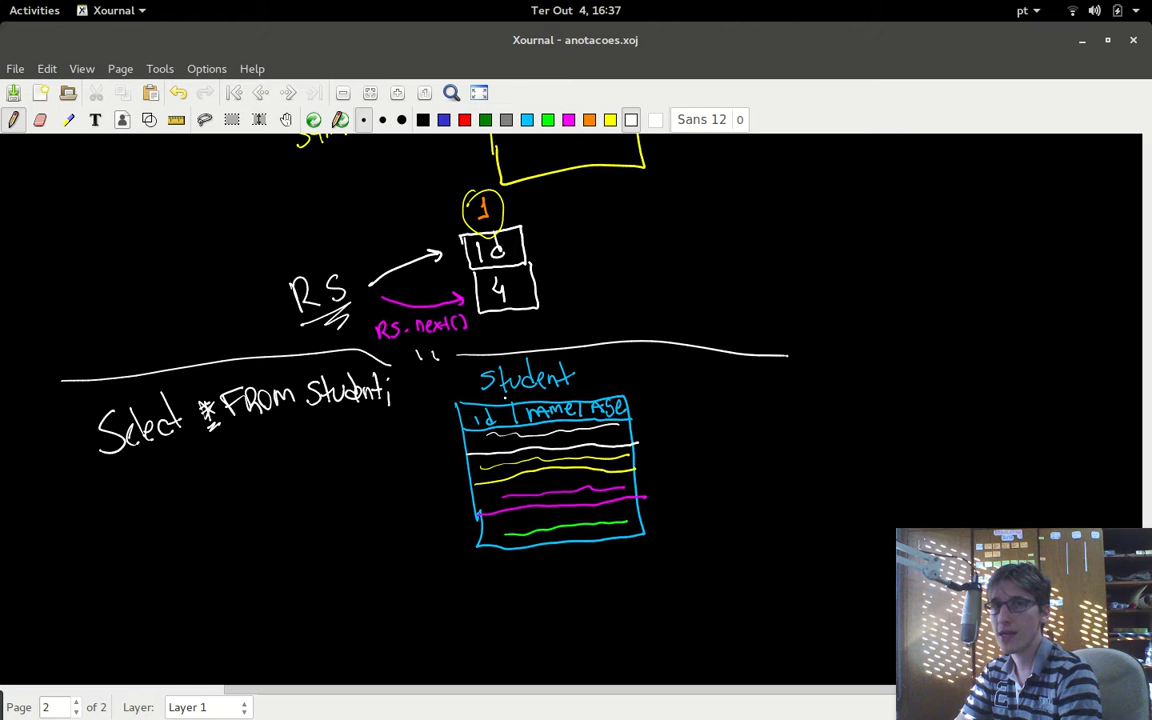 Activities Xournal Ter Out 4, 16:37 pt
Xournal - anotacoes.xoj
File Edit View Page Tools Options Help
Sans 12 0
1
id
RS
4
RS.next()
Select * FROM student;
student
id | NAME | AGE
Page 2 of 2 Layer: Layer 1